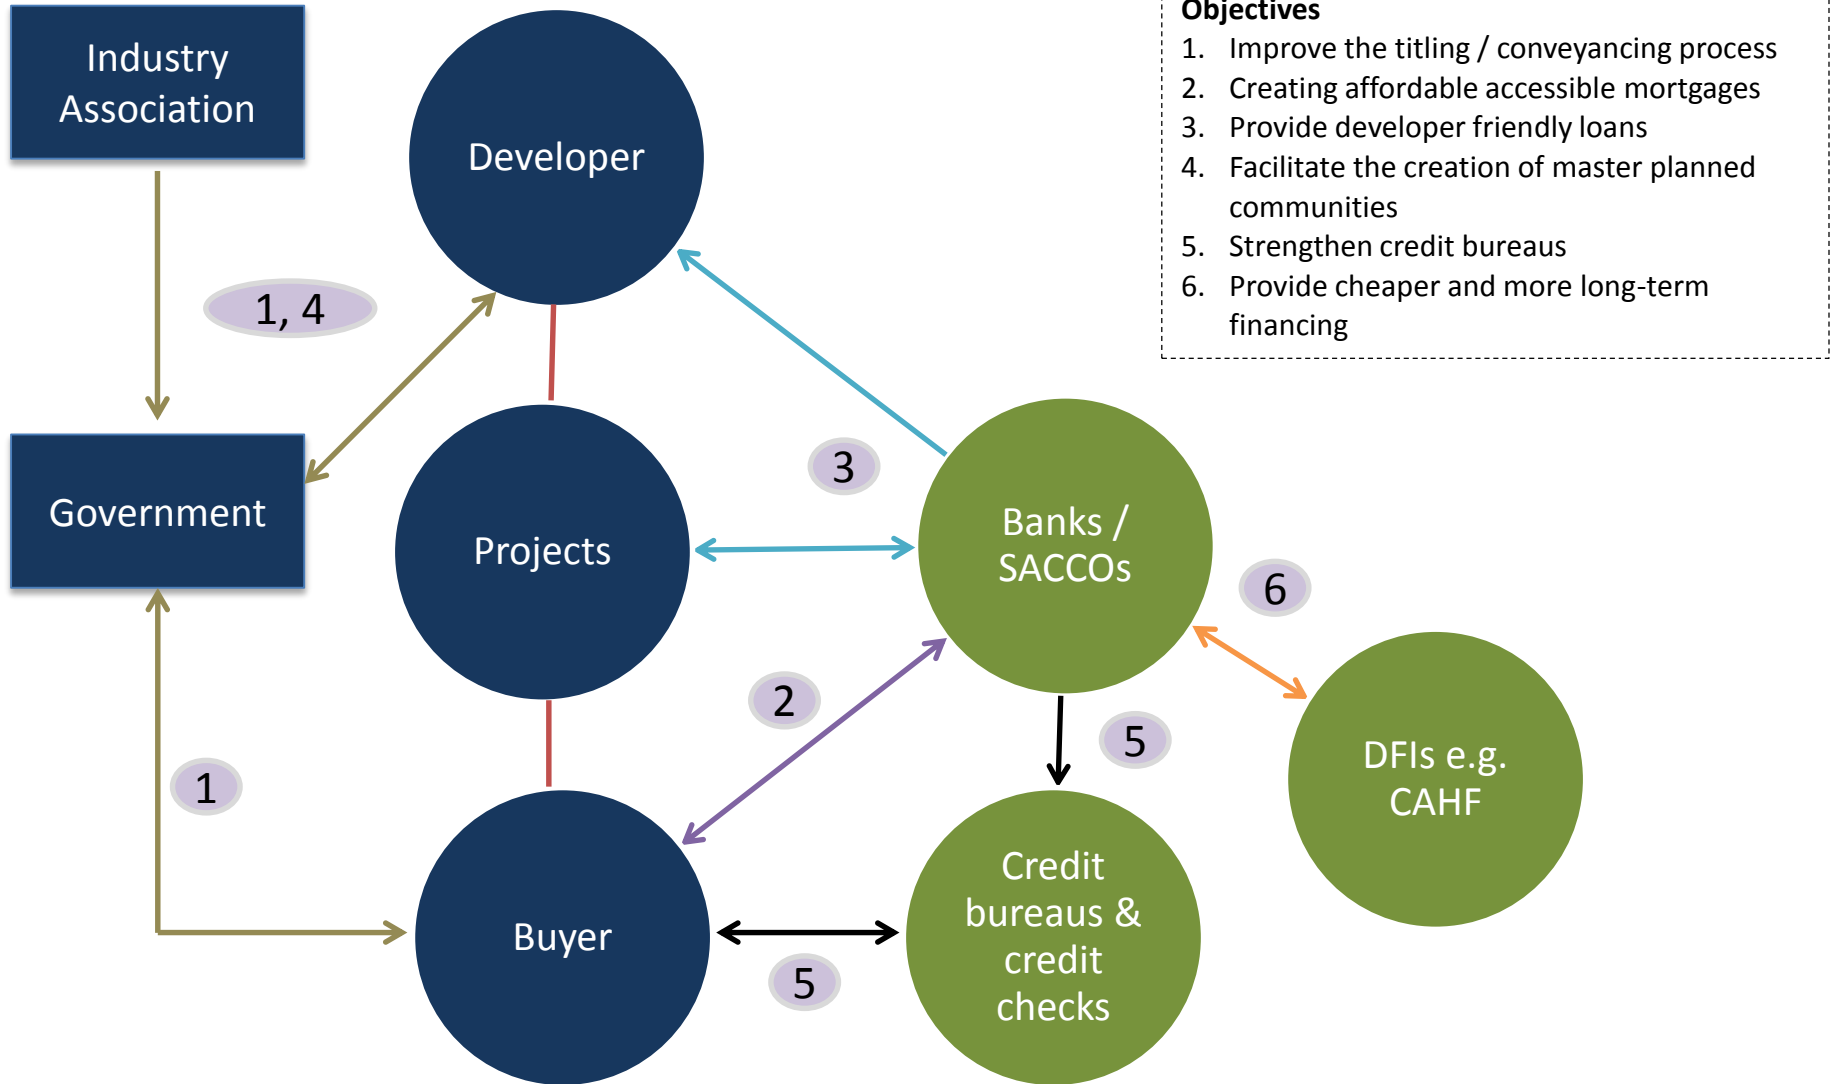 Industry
Association
Developer
Objectives
1. Improve the titling / conveyancing process
2. Creating affordable accessible mortgages
3. Provide developer friendly loans
4. Facilitate the creation of master planned
communities
5. Strengthen credit bureaus
6. Provide cheaper and more long-term
financing
1, 4
Government
Projects
3
Banks /
SACCOs
6
2
5
DFIs e.g.
CAHF
1
Buyer
5
Credit
bureaus &
credit
checks